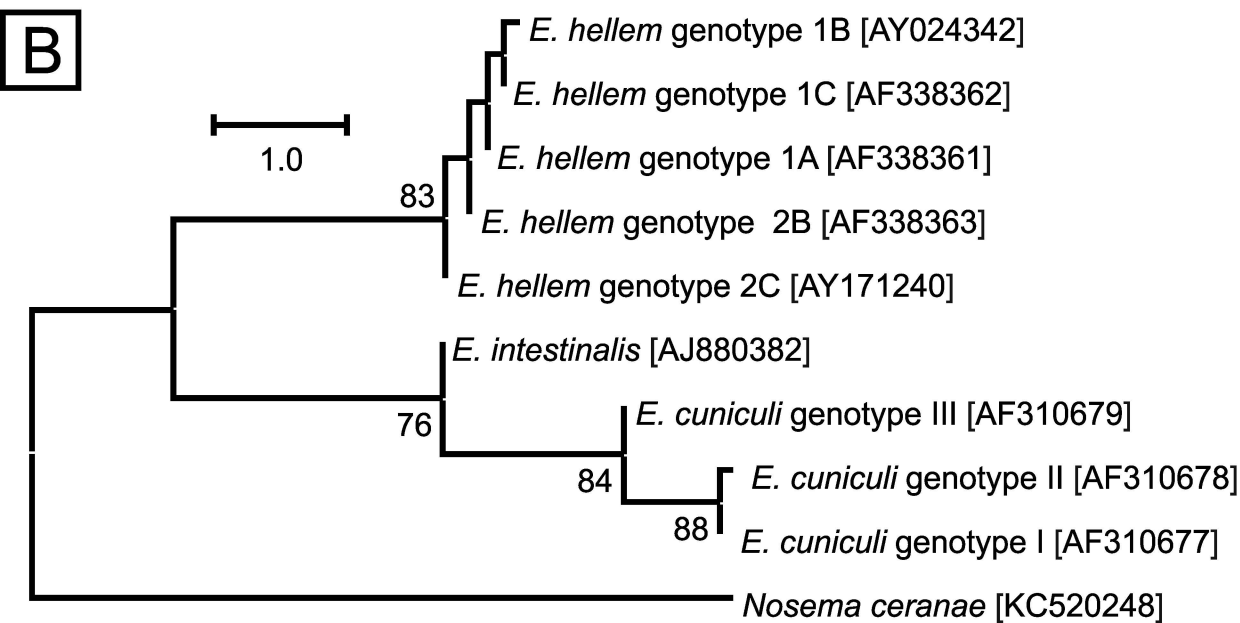 B
E. hellem genotype 1B [AY024342]
E. hellem genotype 1C [AF338362]
1.0
E. hellem genotype 1A [AF338361]
83
E. hellem genotype 2B [AF338363]
E. hellem genotype 2C [AY171240]
E. intestinalis [AJ880382]
76
E. cuniculi genotype III [AF310679]
84
E. cuniculi genotype II [AF310678]
88
E. cuniculi genotype I [AF310677]
Nosema ceranae [KC520248]